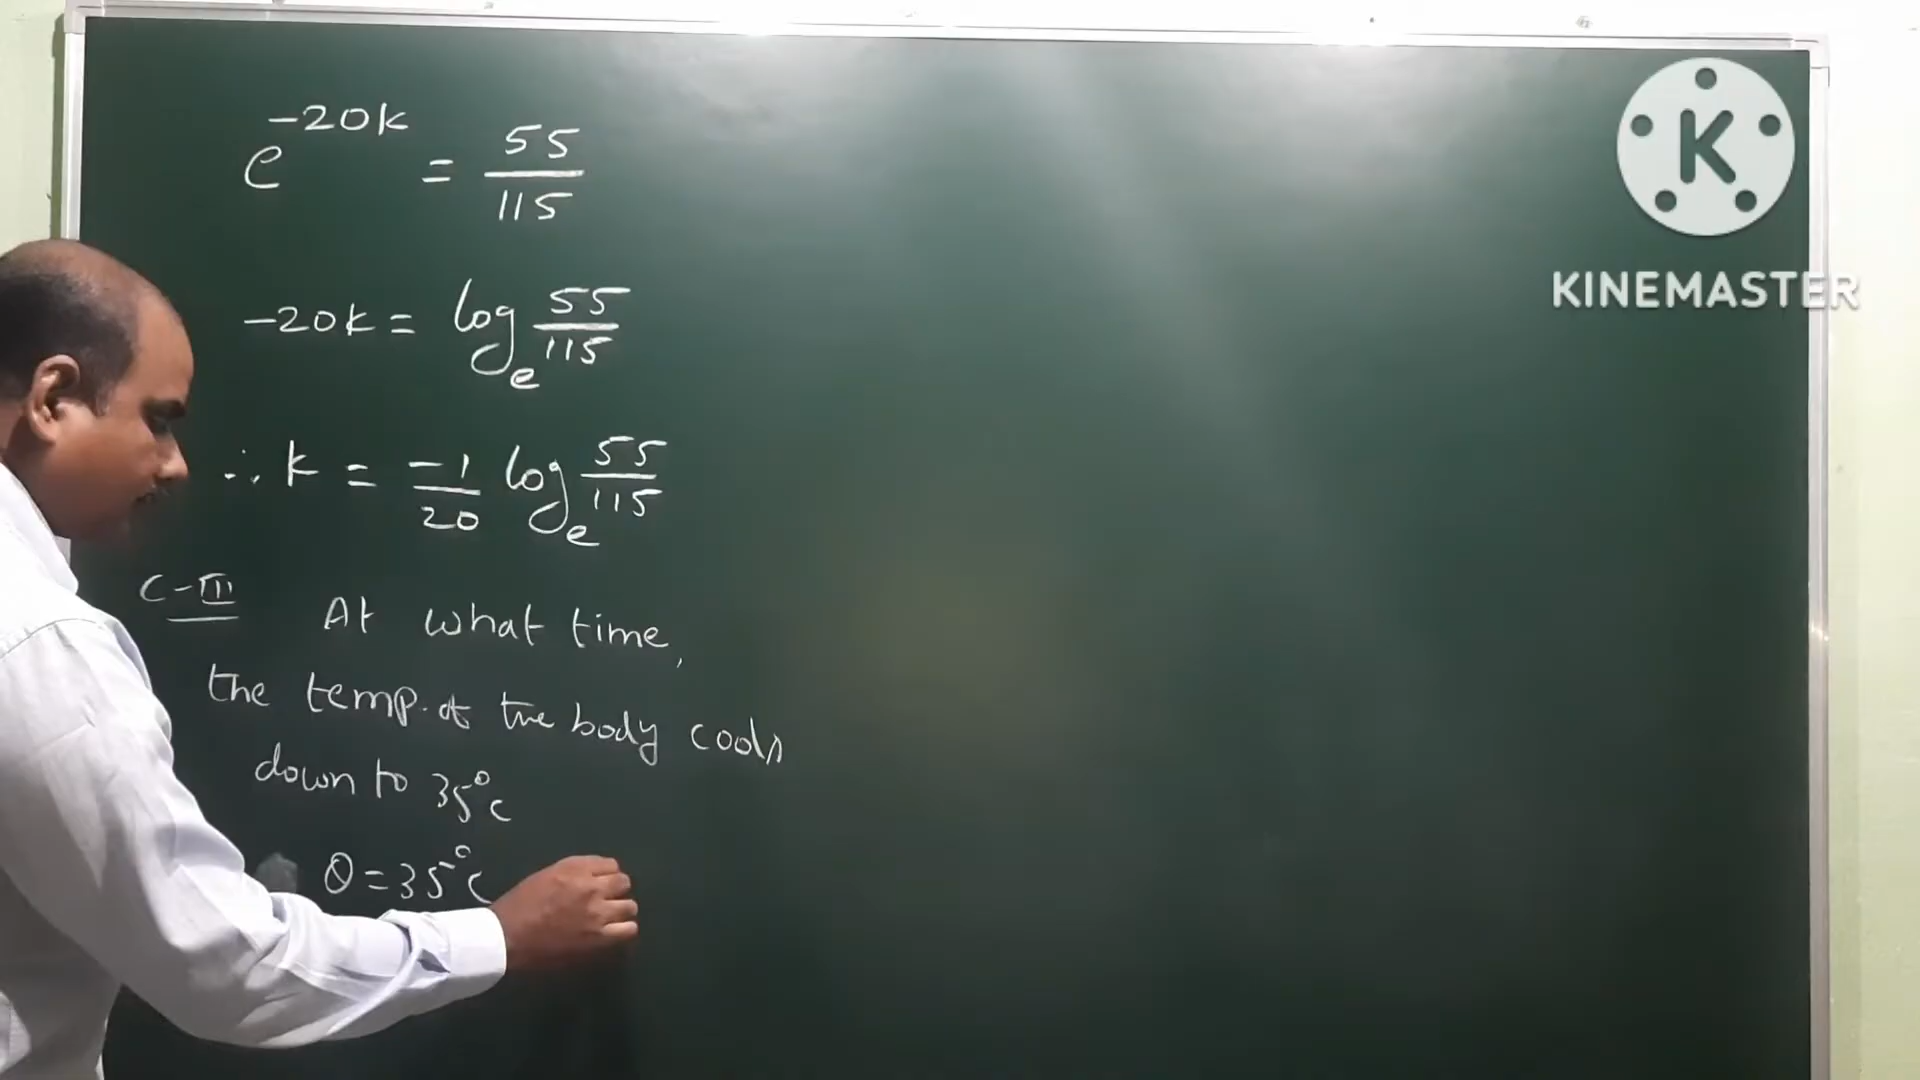 e^{-20k} = 55/115
-20k = log_e 55/115
∴ k = -1/20 log_e 55/115
C-III At what time,
the temp. of the body cools
down to 35°c
θ = 35°c
K
KINEMASTER